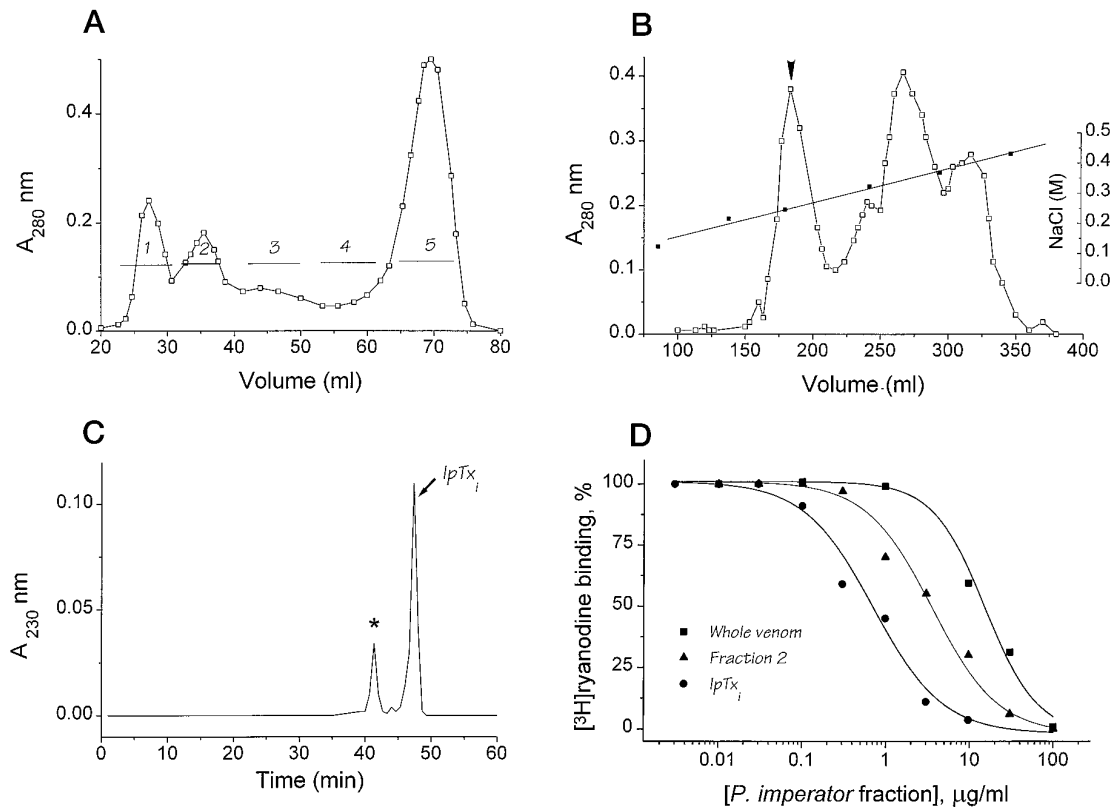 A
A280 nm
0.4
0.2
0.0
1
2
3
4
5
20 30 40 50 60 70 80
Volume (ml)
B
A280 nm
0.4
0.3
0.2
0.1
0.0
0.5
0.4
0.3
0.2
0.1
0.0
NaCl (M)
100 150 200 250 300 350 400
Volume (ml)
C
A230 nm
0.10
0.05
0.00
*
IpTxi
0 10 20 30 40 50 60
Time (min)
D
[3H]ryanodine binding, %
100
75
50
25
0
Whole venom
Fraction 2
IpTxi
0.01 0.1 1 10 100
[P. imperator fraction], μg/ml